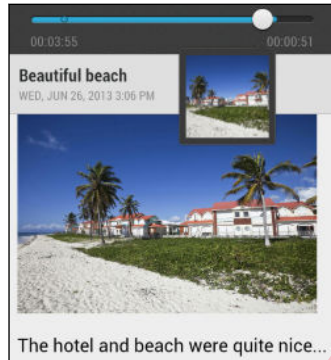 00:03:55 00:00:51
Beautiful beach
WED, JUN 26, 2013 3:06 PM
The hotel and beach were quite nice...